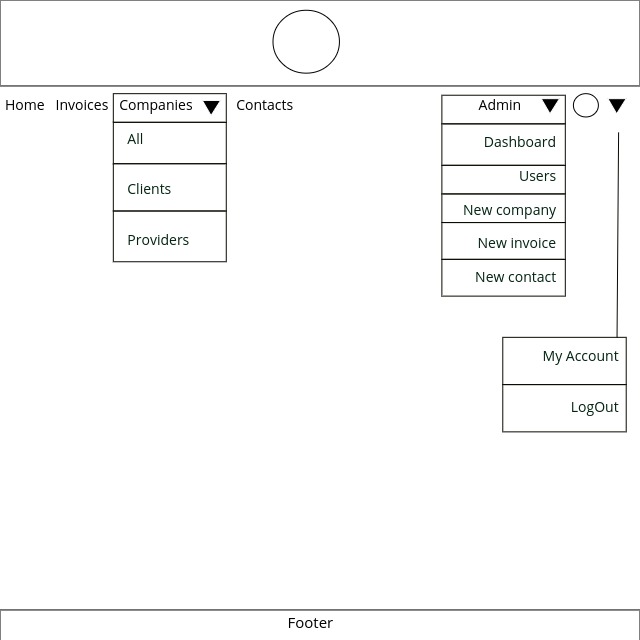 Home
Invoices
Companies
Contacts
Admin
All
Clients
Providers
Dashboard
Users
New company
New invoice
New contact
My Account
LogOut
Footer